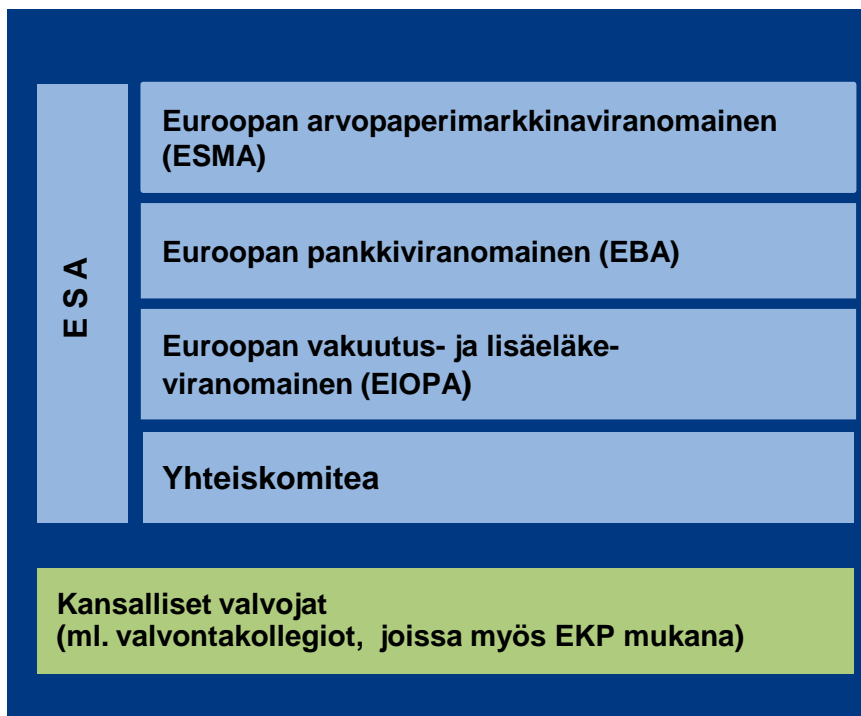 E S A
Euroopan arvopaperimarkkinaviranomainen
(ESMA)
Euroopan pankkiviranomainen (EBA)
Euroopan vakuutus- ja lisäeläke-
viranomainen (EIOPA)
Yhteiskomitea
Kansalliset valvojat
(ml. valvontakollegiot, joissa myös EKP mukana)